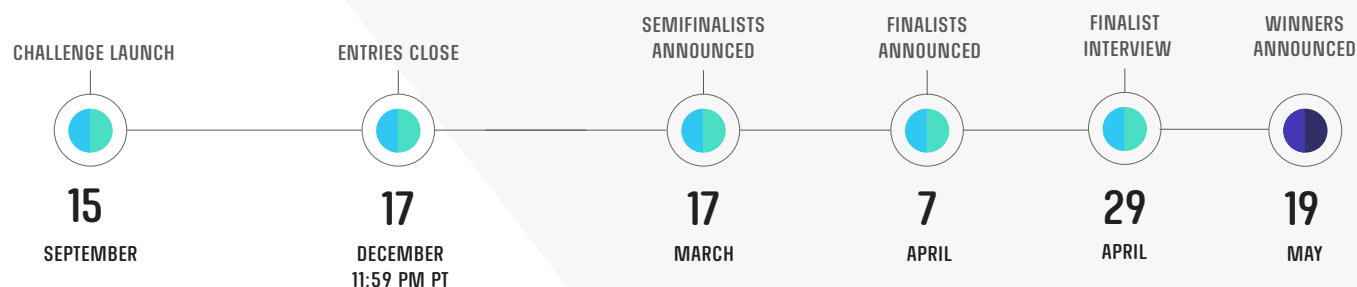 CHALLENGE LAUNCH
15
SEPTEMBER
ENTRIES CLOSE
17
DECEMBER
11:59 PM PT
SEMIFINALISTS
ANNOUNCED
17
MARCH
FINALISTS
ANNOUNCED
7
APRIL
FINALIST
INTERVIEW
29
APRIL
WINNERS
ANNOUNCED
19
MAY